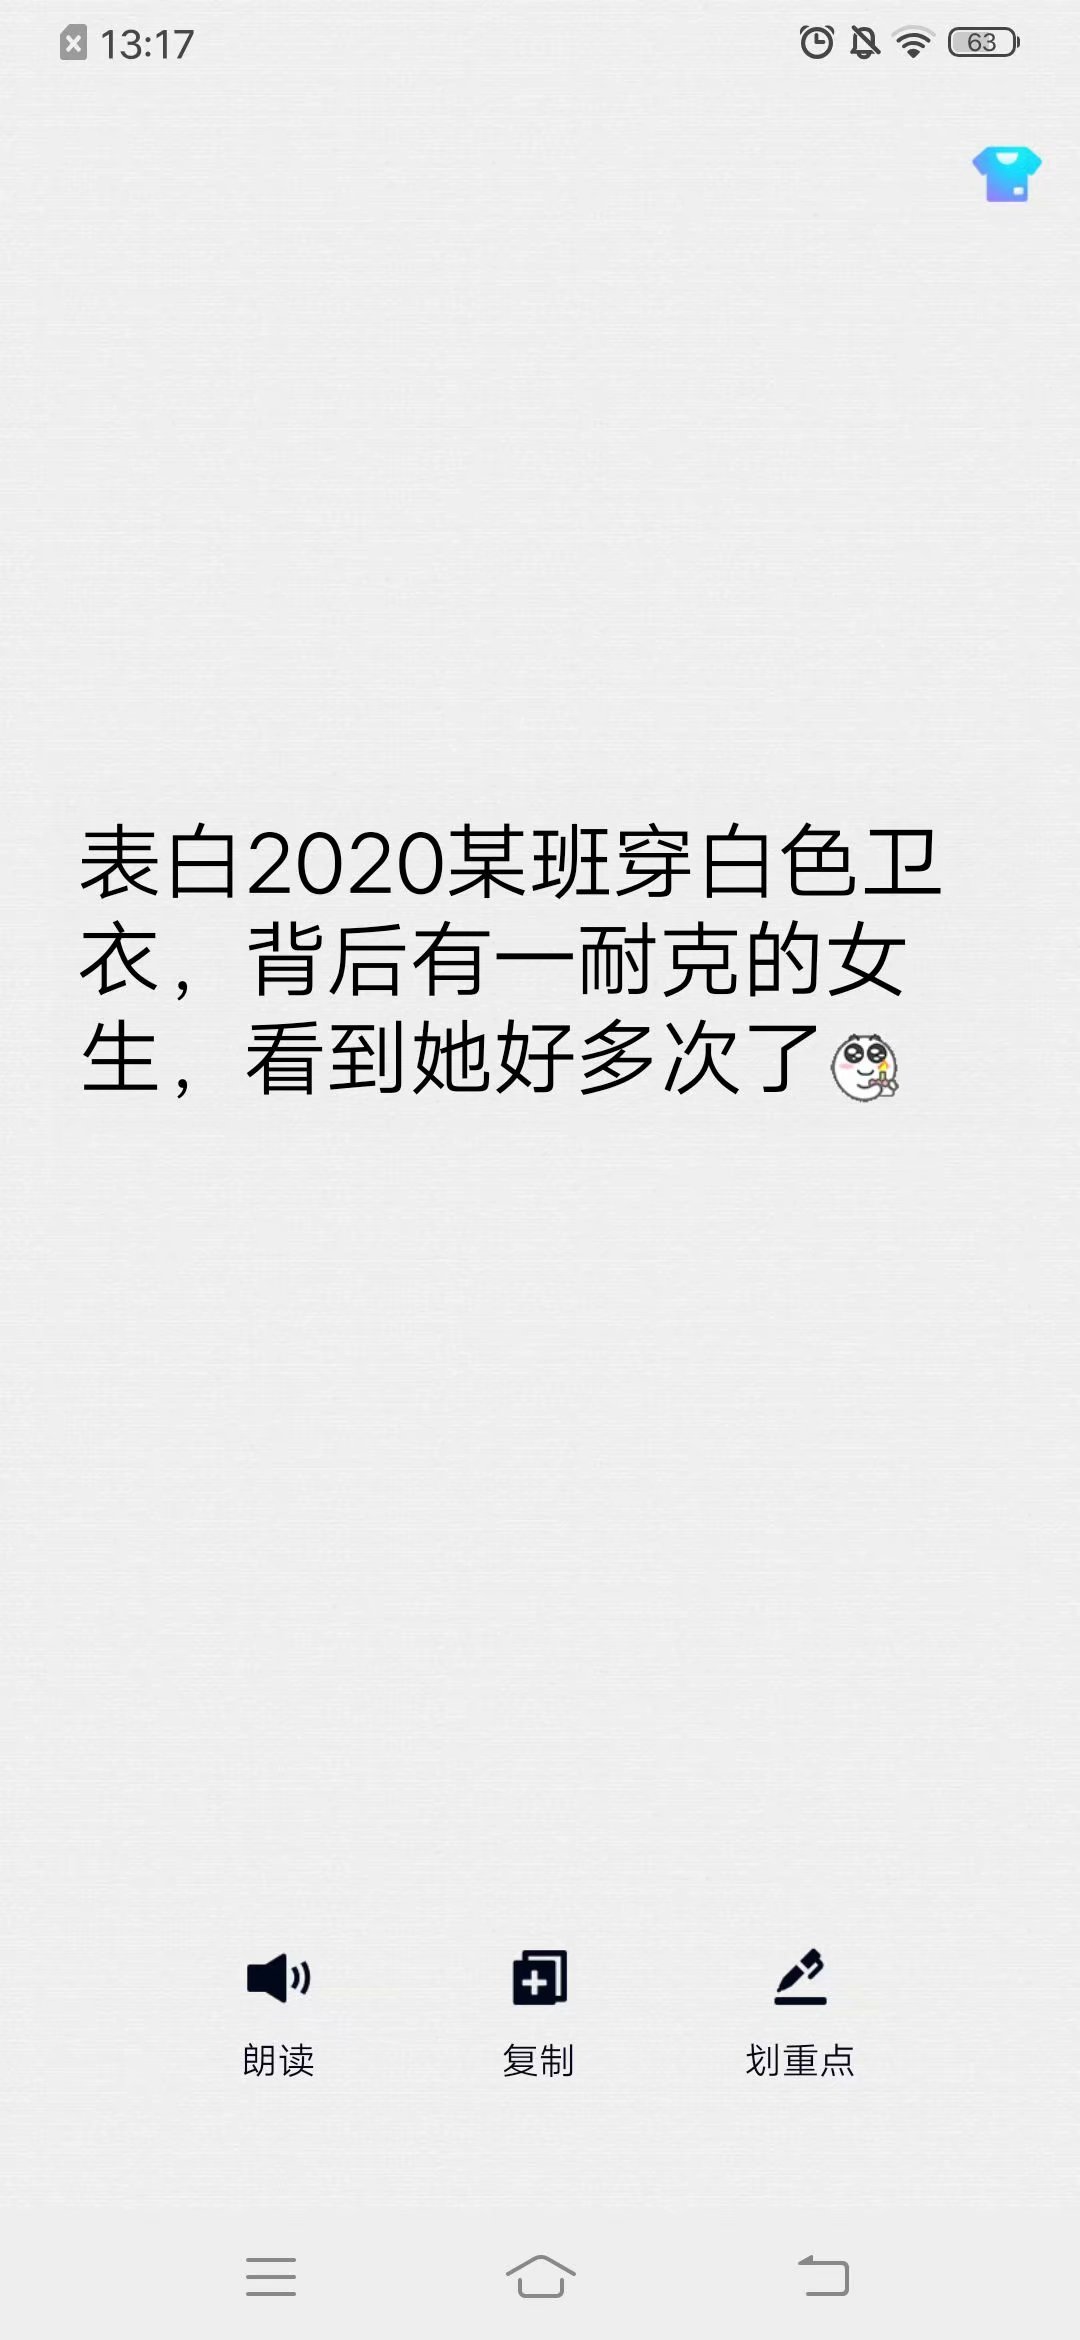 13:17
63
表白2020某班穿白色卫
衣，背后有一耐克的女
生，看到她好多次了
朗读
复制
划重点